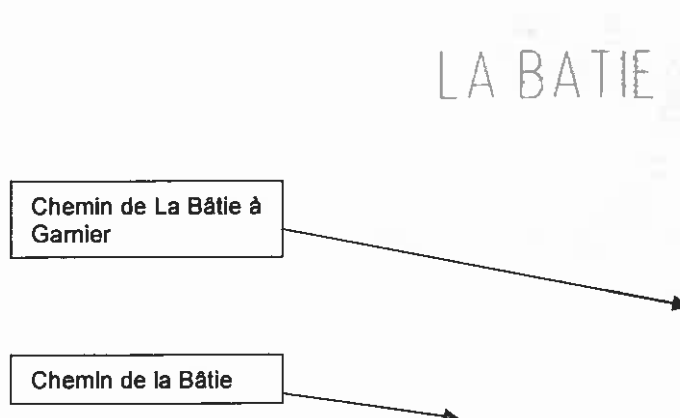 LA BATIE
Chemin de La Bâtie à
Garnier
Chemin de la Bâtie